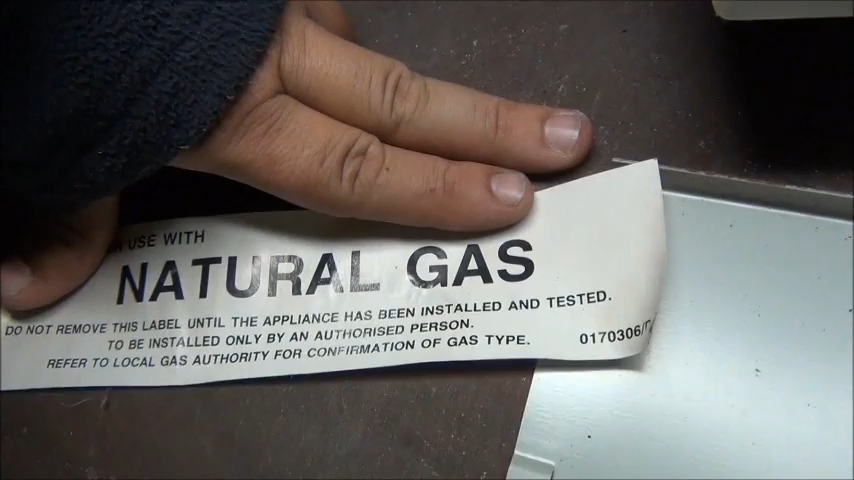 USE WITH
NATURAL GAS
DO NOT REMOVE THIS LABEL UNTIL THE APPLIANCE HAS BEEN INSTALLED AND TESTED.
TO BE INSTALLED ONLY BY AN AUTHORISED PERSON.
REFER TO LOCAL GAS AUTHORITY FOR CONFIRMATION OF GAS TYPE.
0170306/